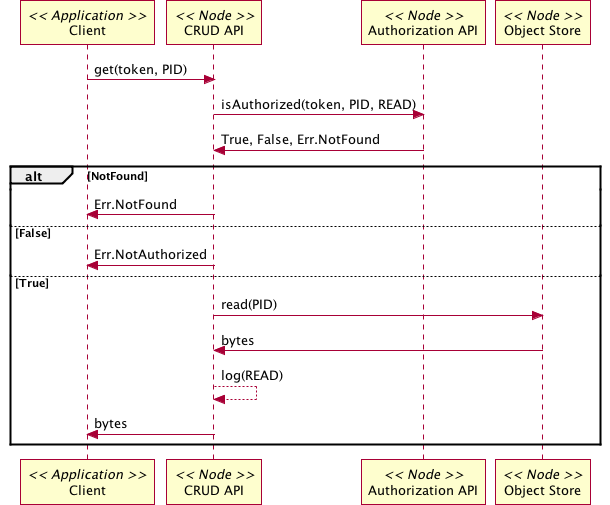 << Application >>
Client
<< Node >>
CRUD API
<< Node >>
Authorization API
<< Node >>
Object Store
get(token, PID)
isAuthorized(token, PID, READ)
True, False, Err.NotFound
alt
[NotFound]
Err.NotFound
[False]
Err.NotAuthorized
[True]
read(PID)
bytes
log(READ)
bytes
<< Application >>
Client
<< Node >>
CRUD API
<< Node >>
Authorization API
<< Node >>
Object Store